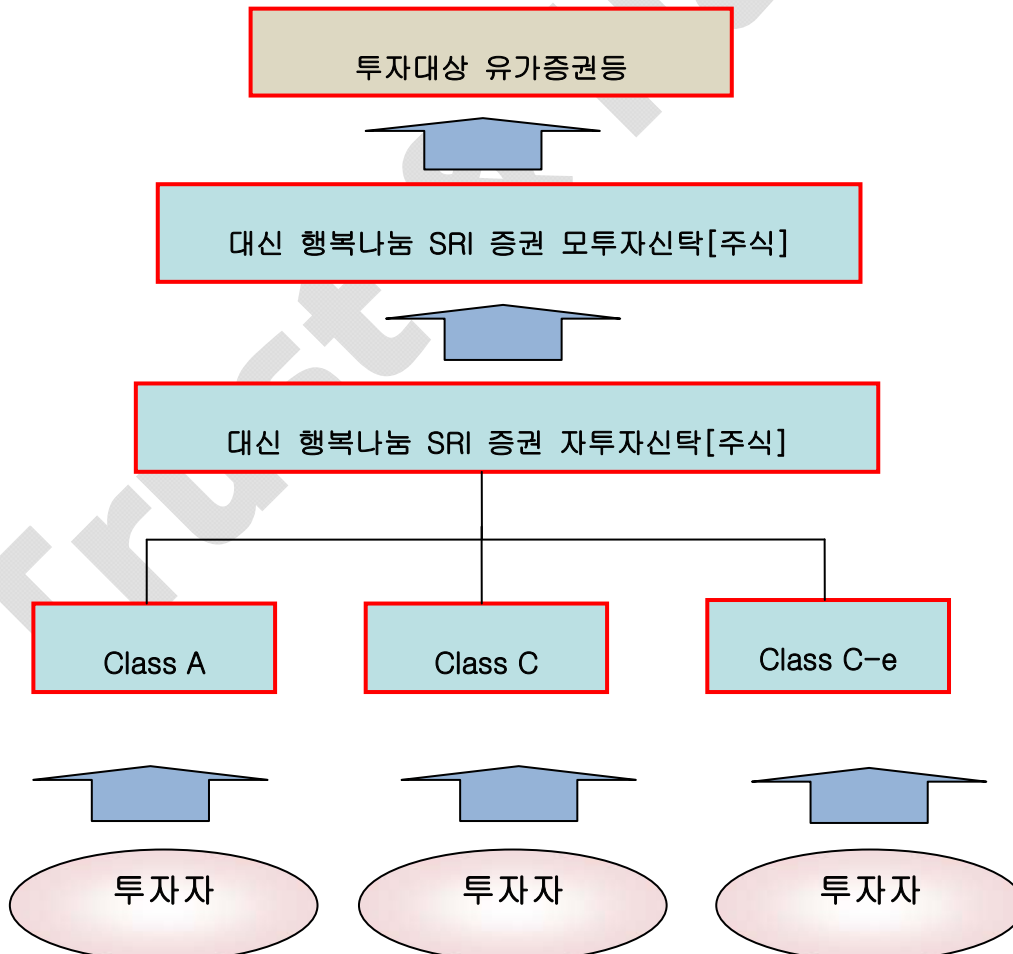 투자대상 유가증권등
대신 행복나눔 SRI 증권 모투자신탁[주식]
대신 행복나눔 SRI 증권 자투자신탁[주식]
Class A
Class C
Class C-e
투자자
투자자
투자자
Trust